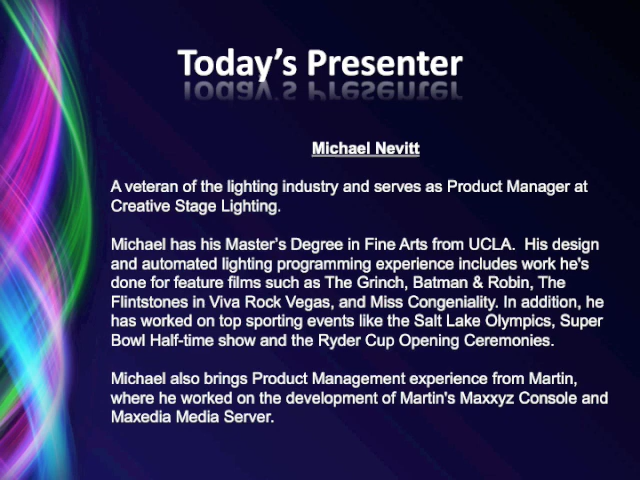 Today's Presenter
Michael Nevitt
A veteran of the lighting industry and serves as Product Manager at
Creative Stage Lighting.
Michael has his Master's Degree in Fine Arts from UCLA.  His design
and automated lighting programming experience includes work he's
done for feature films such as The Grinch, Batman & Robin, The
Flintstones in Viva Rock Vegas, and Miss Congeniality. In addition, he
has worked on top sporting events like the Salt Lake Olympics, Super
Bowl Half-time show and the Ryder Cup Opening Ceremonies.
Michael also brings Product Management experience from Martin,
where he worked on the development of Martin's Maxxyz Console and
Maxedia Media Server.